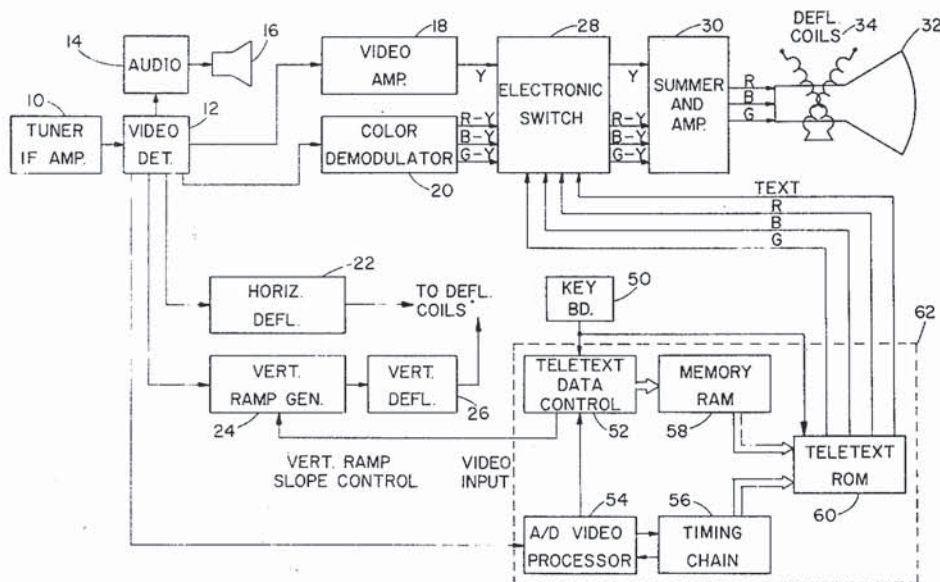 14
AUDIO
16
18
VIDEO
AMP.
Y
28
ELECTRONIC
SWITCH
Y
30
SUMMER
AND
AMP.
R
B
G
DEFL.
COILS
34
32
10
TUNER
IF AMP.
12
VIDEO
DET.
COLOR
DEMODULATOR
20
R-Y
B-Y
G-Y
R-Y
B-Y
G-Y
TEXT
R
B
G
22
HORIZ.
DEFL.
TO DEFL.
COILS
KEY
BD.
50
62
VERT.
RAMP GEN.
24
VERT.
DEFL.
26
TELETEXT
DATA
CONTROL
52
MEMORY
RAM
58
TELETEXT
ROM
60
VERT. RAMP
SLOPE CONTROL
VIDEO
INPUT
54
A/D VIDEO
PROCESSOR
56
TIMING
CHAIN